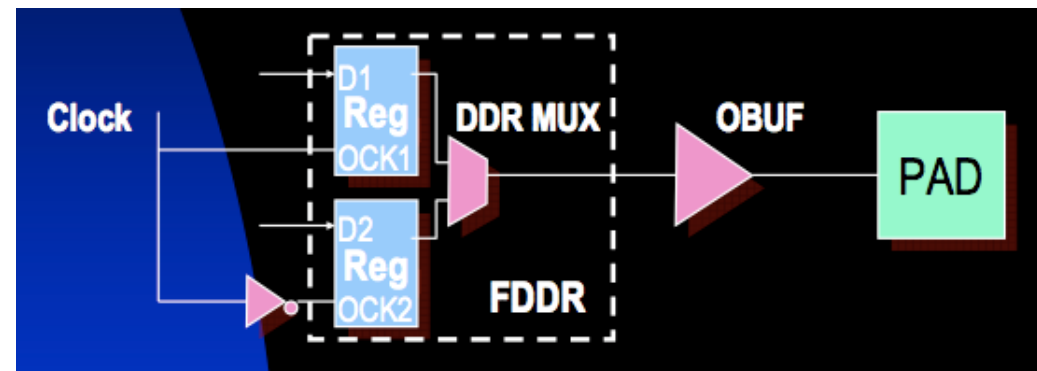 Clock
D1
Reg
OCK1
D2
Reg
OCK2
DDR MUX
FDDR
OBUF
PAD